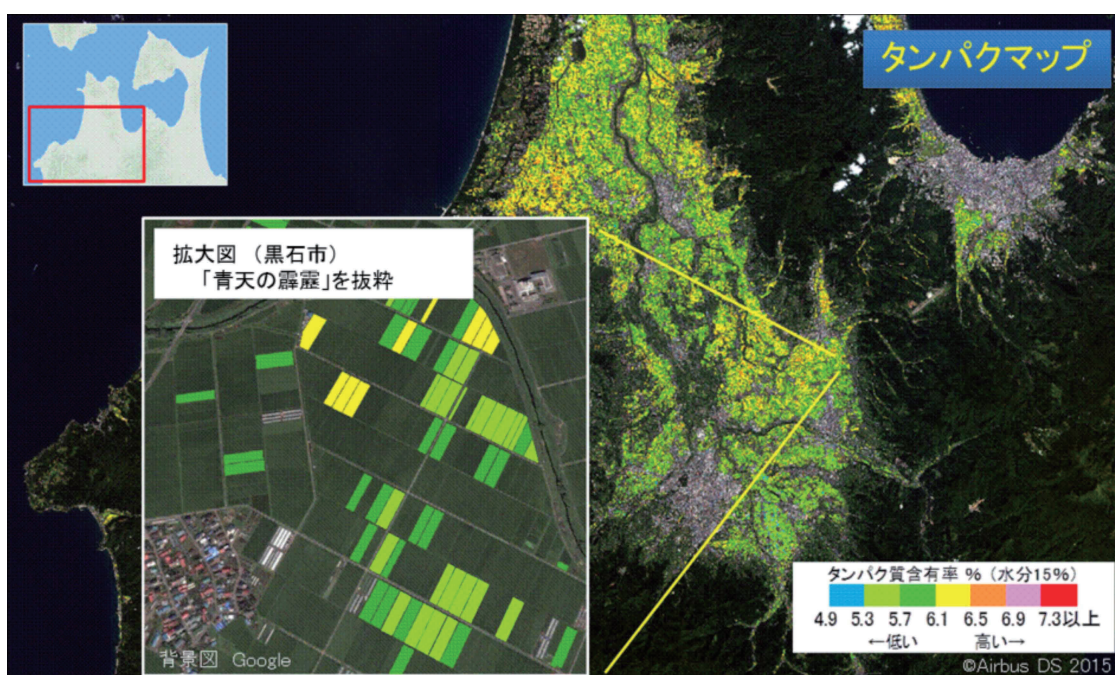 タンパクマップ
拡大図 (黒石市)
「青天の霹靂」を抜粋
タンパク質含有率 % (水分15%)
4.9 5.3 5.7 6.1 6.5 6.9 7.3以上
←低い 高い→
背景図 Google
©Airbus DS 2015